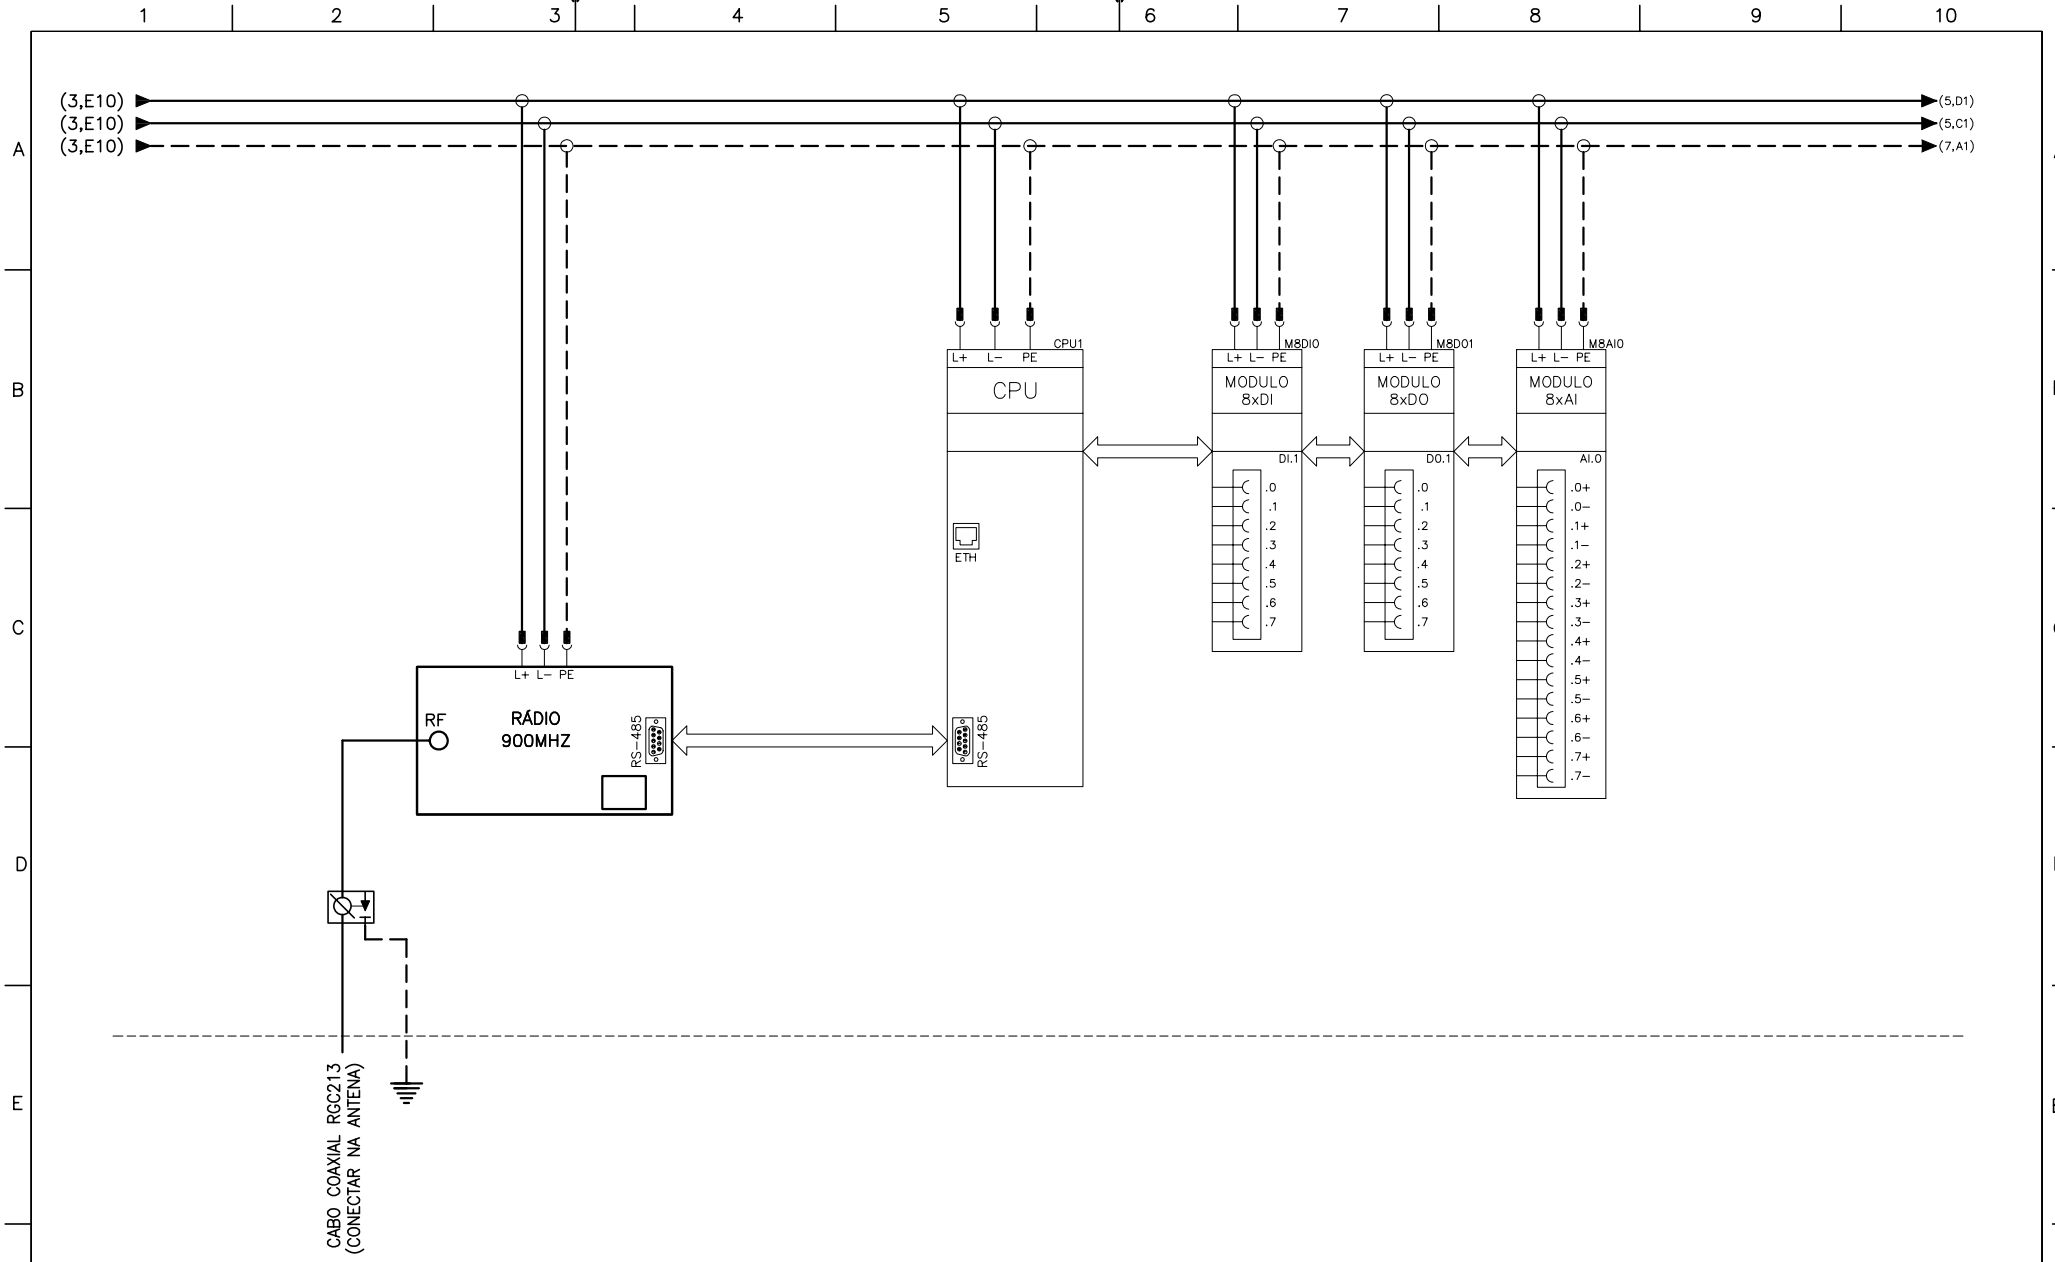 1 2 3 4 5 6 7 8 9 10
(3,E10) (5,D1)
(3,E10) (5,C1)
(3,E10) (7,A1)
A
B
C
D
E
CPU1
L+ L- PE
CPU
ETH
RS-485
M8DI0
L+ L- PE
MODULO
8xDI
DI.1
.0
.1
.2
.3
.4
.5
.6
.7
M8D01
L+ L- PE
MODULO
8xDO
D0.1
.0
.1
.2
.3
.4
.5
.6
.7
M8AI0
L+ L- PE
MODULO
8xAI
AI.0
.0+
.0-
.1+
.1-
.2+
.2-
.3+
.3-
.4+
.4-
.5+
.5-
.6+
.6-
.7+
.7-
L+ L- PE
RF
RÁDIO
900MHZ
RS-485
CABO COAXIAL RGC213
(CONECTAR NA ANTENA)